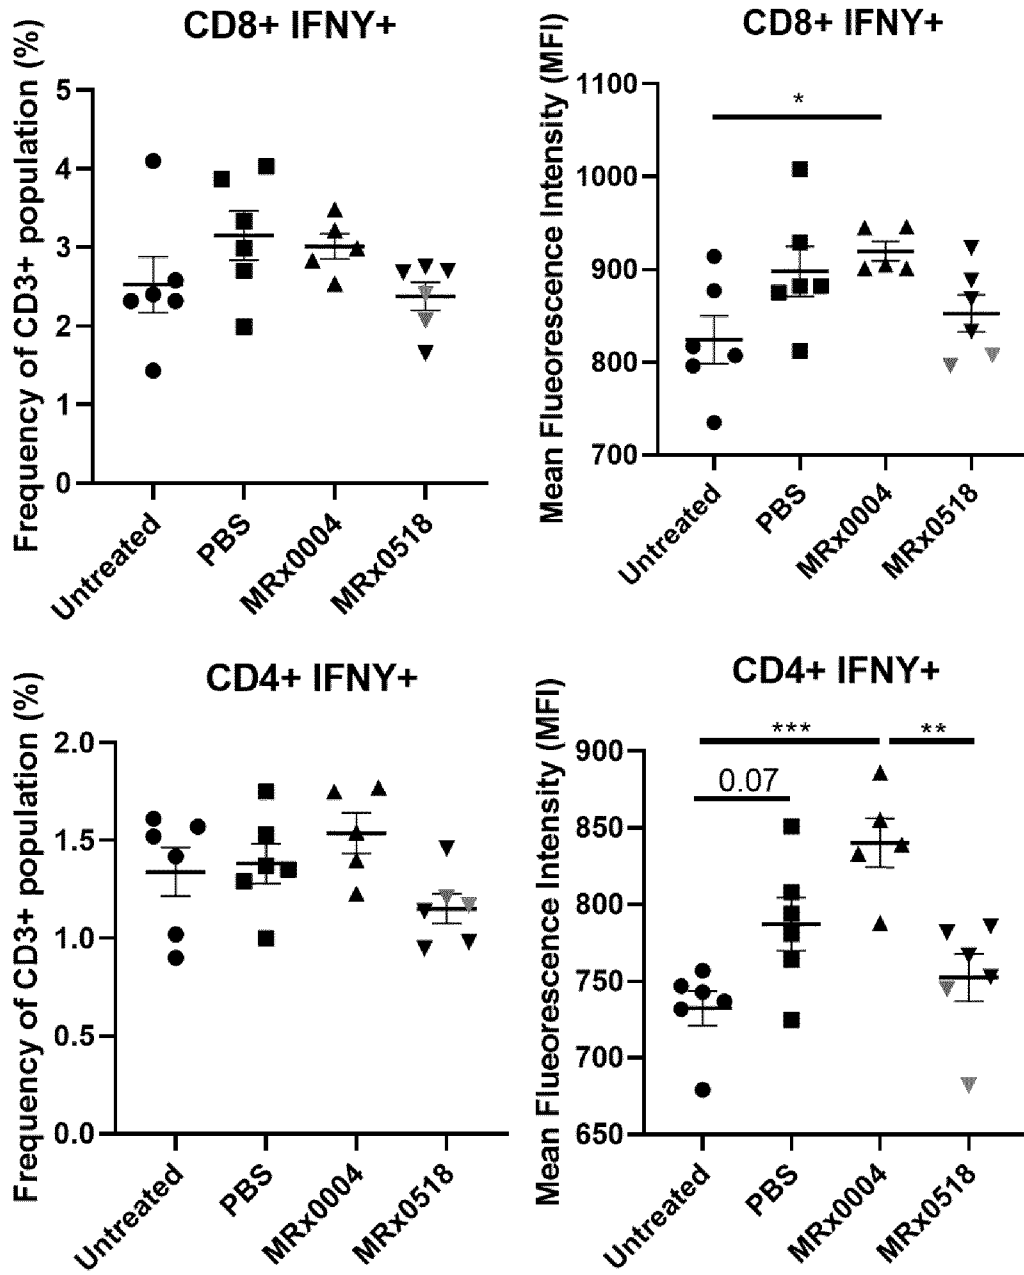 CD8+ IFNY+
Frequency of CD3+ population (%)
5
4
3
2
1
0
Untreated
PBS
MRx0004
MRx0518
CD8+ IFNY+
Mean Flueorescence Intensity (MFI)
1100
1000
900
800
700
*
Untreated
PBS
MRx0004
MRx0518
CD4+ IFNY+
Frequency of CD3+ population (%)
2.0
1.5
1.0
0.5
0.0
Untreated
PBS
MRx0004
MRx0518
CD4+ IFNY+
Mean Flueorescence Intensity (MFI)
900
850
800
750
700
650
***
**
0.07
Untreated
PBS
MRx0004
MRx0518